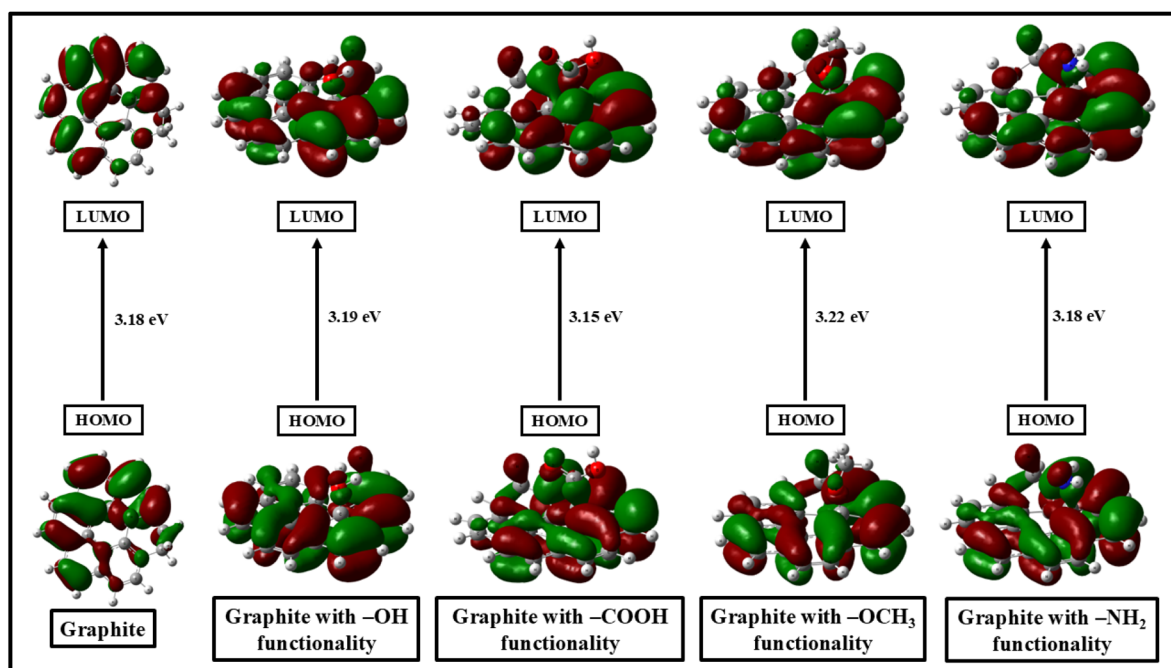 LUMO
LUMO
LUMO
LUMO
LUMO
3.18 eV
3.19 eV
3.15 eV
3.22 eV
3.18 eV
HOMO
HOMO
HOMO
HOMO
HOMO
Graphite
Graphite with –OH
functionality
Graphite with –COOH
functionality
Graphite with –OCH₃
functionality
Graphite with –NH₂
functionality